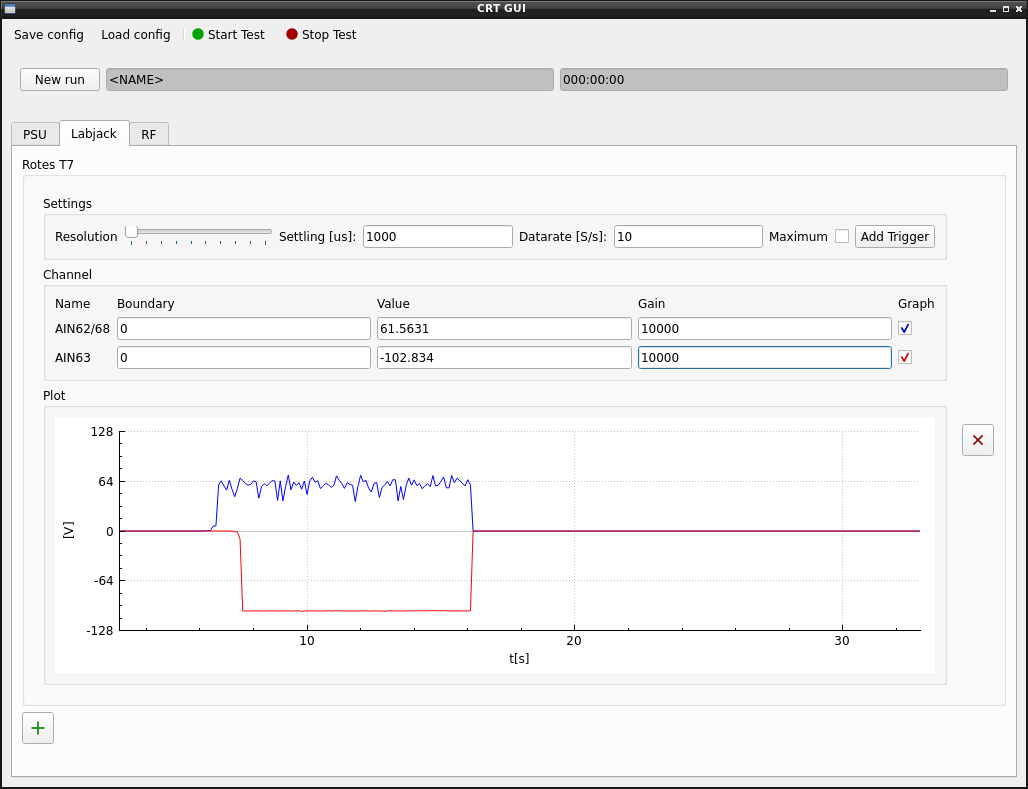 CRT GUI
Save config Load config Start Test Stop Test
New run <NAME> 000:00:00
PSU Labjack RF
Rotes T7
Settings
Resolution Settling [us]: 1000 Datarate [S/s]: 10 Maximum Add Trigger
Channel
Name Boundary Value Gain Graph
AIN62/68 0 61.5631 10000
AIN63 0 -102.834 10000
Plot
128
64
0
-64
-128
[V]
10 20 30
t[s]